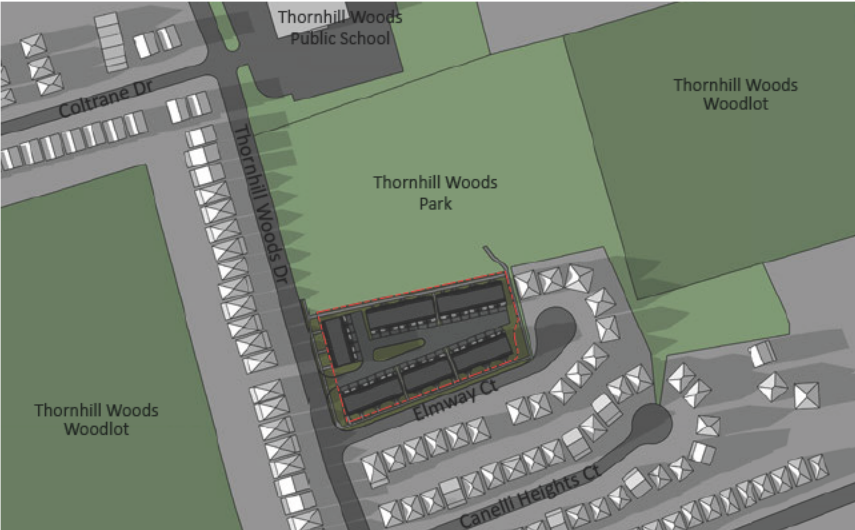 Thornhill Woods
Public School
Coltrane Dr
Thornhill Woods
Woodlot
Thornhill Woods Dr
Thornhill Woods
Park
Elmway Ct
Thornhill Woods
Woodlot
Canelli Heights Ct